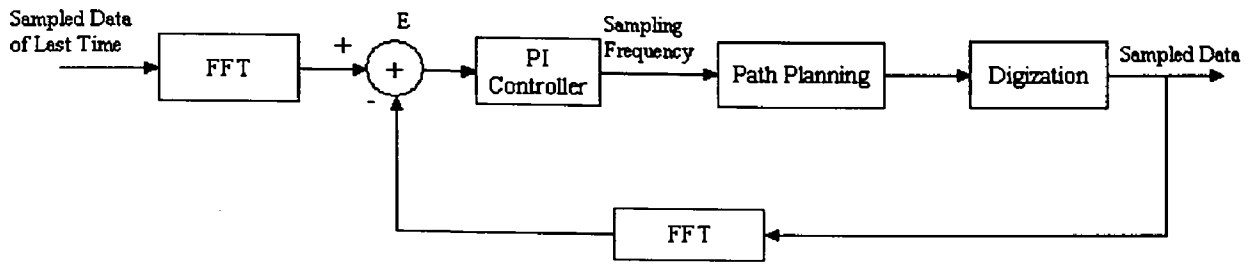 Sampled Data
of Last Time
FFT
+
-
E
+
PI
Controller
Sampling
Frequency
Path Planning
Digization
Sampled Data
FFT